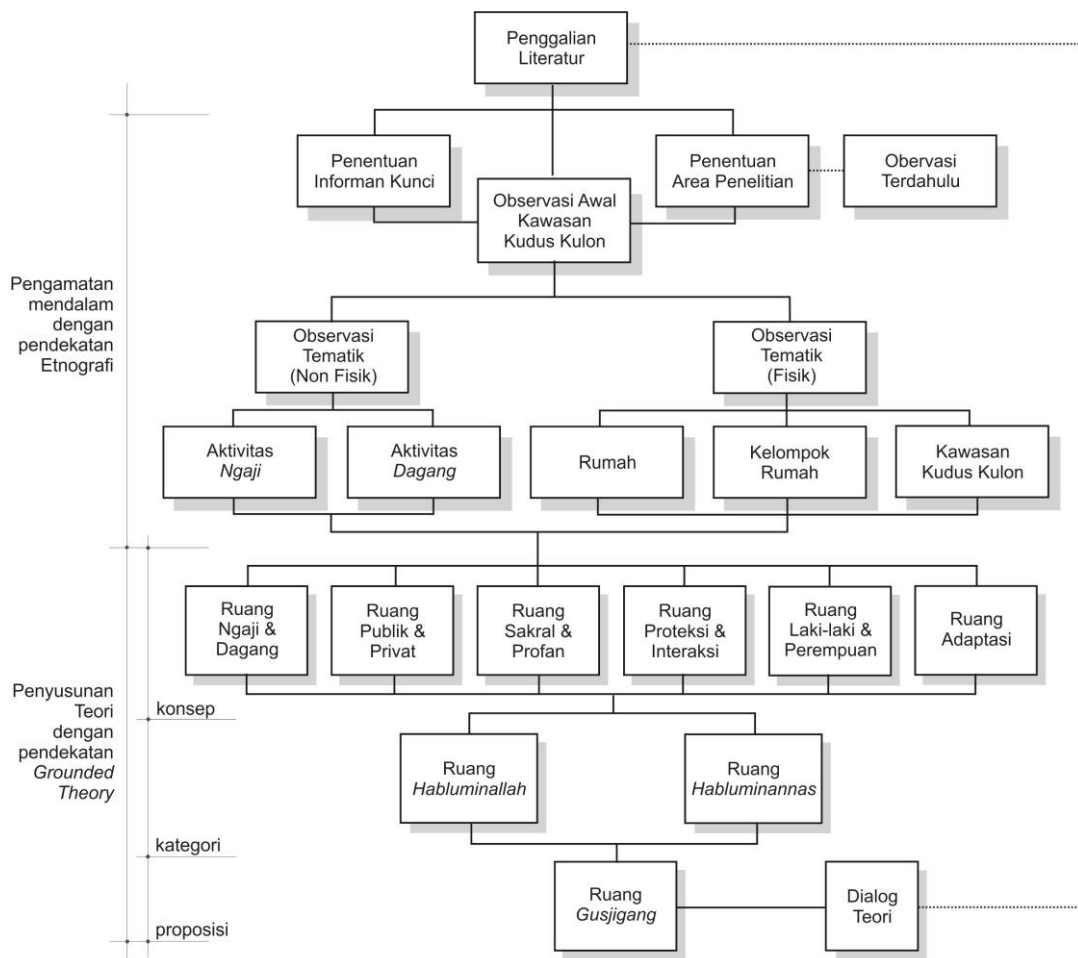 Penggalian
Literatur
Penentuan
Informan Kunci
Penentuan
Area Penelitian
Obervasi
Terdahulu
Observasi Awal
Kawasan
Kudus Kulon
Pengamatan
mendalam
dengan
pendekatan
Etnografi
Observasi
Tematik
(Non Fisik)
Observasi
Tematik
(Fisik)
Aktivitas
Ngaji
Aktivitas
Dagang
Rumah
Kelompok
Rumah
Kawasan
Kudus Kulon
Ruang
Ngaji &
Dagang
Ruang
Publik &
Privat
Ruang
Sakral &
Profan
Ruang
Proteksi &
Interaksi
Ruang
Laki-laki &
Perempuan
Ruang
Adaptasi
Penyusunan
Teori
dengan
pendekatan
Grounded
Theory
konsep
Ruang
Habluminallah
Ruang
Habluminannas
kategori
Ruang
Gusjigang
Dialog
Teori
proposisi